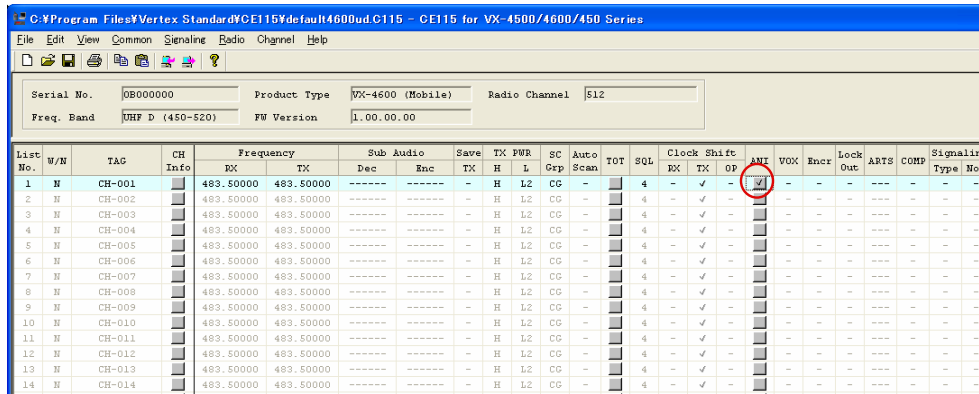 C:¥Program Files¥Vertex Standard¥CE115¥default4600ud.C115 - CE115 for VX-4500/4600/450 Series
File Edit View Common Signaling Radio Channel Help
Serial No. 0B000000 Product Type VX-4600 (Mobile) Radio Channel 512
Freq. Band UHF D (450-520) FW Version 1.00.00.00
List W/N TAG CH Frequency Sub Audio Save TX PWR SC Auto TOT SQL Clock Shift ANI VOX Encr Lock ARTS COMP Signalin
No. Info RX TX Dec Enc TX H L Grp Scan RX TX OP Out Type No
1 N CH-001 483.50000 483.50000 ------ ------ - H L2 CG - 4 - ✓ - ✓ - - - --- - - -
2 N CH-002 483.50000 483.50000 ------ ------ - H L2 CG - 4 - ✓ - - - - --- - - -
3 N CH-003 483.50000 483.50000 ------ ------ - H L2 CG - 4 - ✓ - - - - --- - - -
4 N CH-004 483.50000 483.50000 ------ ------ - H L2 CG - 4 - ✓ - - - - --- - - -
5 N CH-005 483.50000 483.50000 ------ ------ - H L2 CG - 4 - ✓ - - - - --- - - -
6 N CH-006 483.50000 483.50000 ------ ------ - H L2 CG - 4 - ✓ - - - - --- - - -
7 N CH-007 483.50000 483.50000 ------ ------ - H L2 CG - 4 - ✓ - - - - --- - - -
8 N CH-008 483.50000 483.50000 ------ ------ - H L2 CG - 4 - ✓ - - - - --- - - -
9 N CH-009 483.50000 483.50000 ------ ------ - H L2 CG - 4 - ✓ - - - - --- - - -
10 N CH-010 483.50000 483.50000 ------ ------ - H L2 CG - 4 - ✓ - - - - --- - - -
11 N CH-011 483.50000 483.50000 ------ ------ - H L2 CG - 4 - ✓ - - - - --- - - -
12 N CH-012 483.50000 483.50000 ------ ------ - H L2 CG - 4 - ✓ - - - - --- - - -
13 N CH-013 483.50000 483.50000 ------ ------ - H L2 CG - 4 - ✓ - - - - --- - - -
14 N CH-014 483.50000 483.50000 ------ ------ - H L2 CG - 4 - ✓ - - - - --- - - -